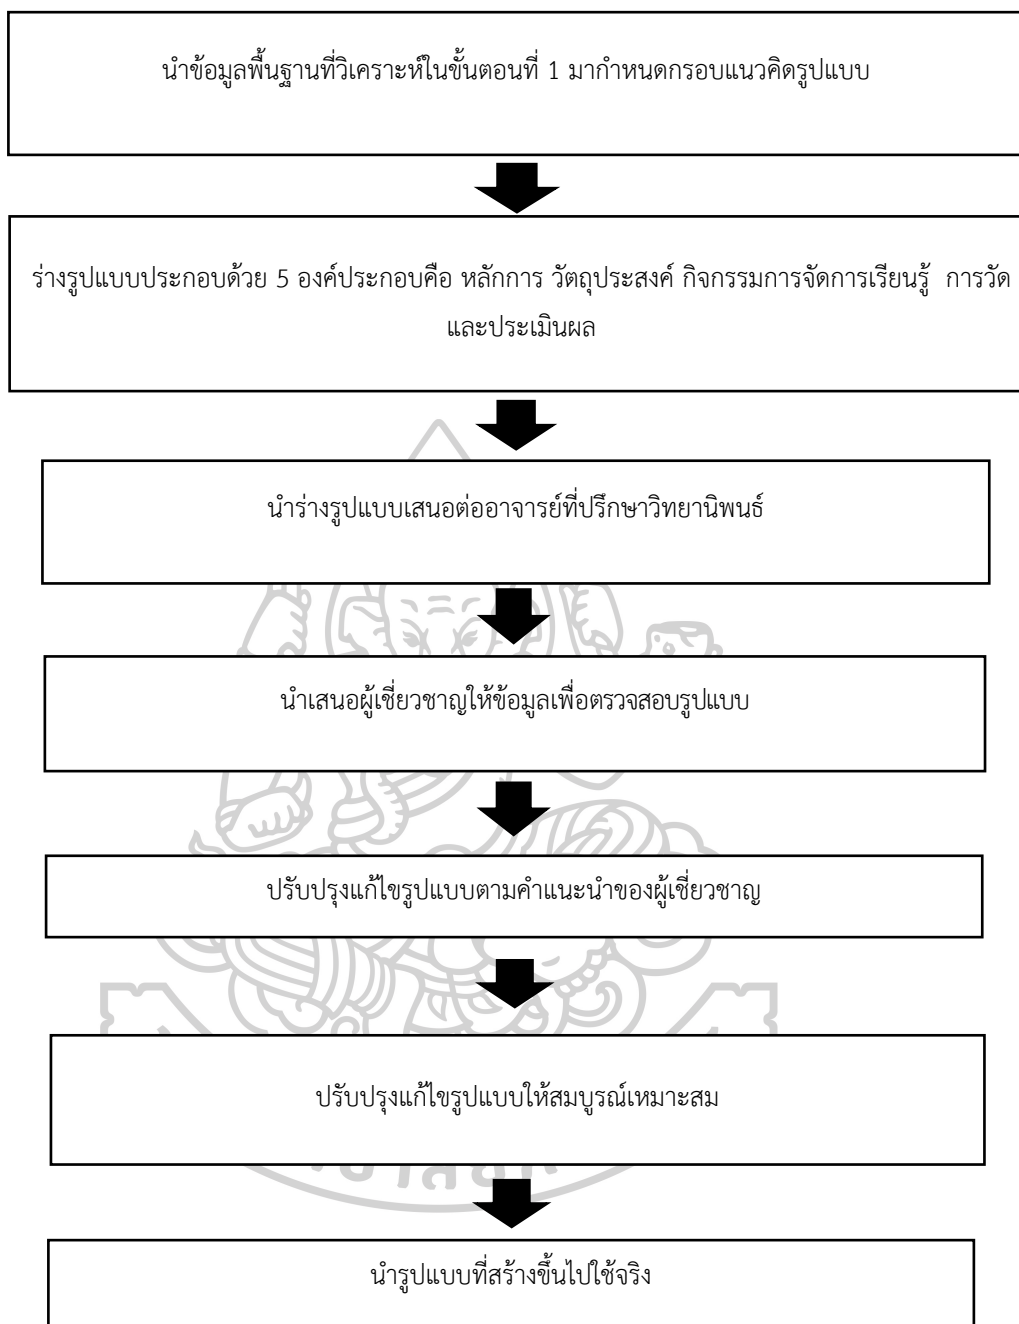 นำข้อมูลพื้นฐานที่วิเคราะห์ในขั้นตอนที่ 1 มากำหนดกรอบแนวคิดรูปแบบ
ร่างรูปแบบประกอบด้วย 5 องค์ประกอบคือ หลักการ วัตถุประสงค์ กิจกรรมการจัดการเรียนรู้ การวัด
และประเมินผล
นำร่างรูปแบบเสนอต่ออาจารย์ที่ปรึกษาวิทยานิพนธ์
นำเสนอผู้เชี่ยวชาญให้ข้อมูลเพื่อตรวจสอบรูปแบบ
ปรับปรุงแก้ไขรูปแบบตามคำแนะนำของผู้เชี่ยวชาญ
ปรับปรุงแก้ไขรูปแบบให้สมบูรณ์เหมาะสม
นำรูปแบบที่สร้างขึ้นไปใช้จริง